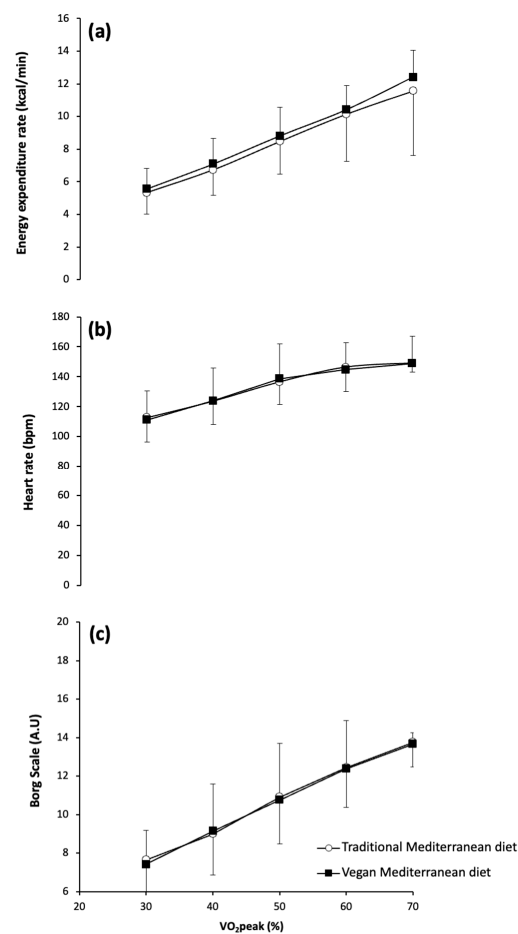 (a)
Energy expenditure rate (kcal/min)
16
14
12
10
8
6
4
2
0
(b)
Heart rate (bpm)
180
160
140
120
100
80
60
40
20
0
(c)
Borg Scale (A.U)
20
18
16
14
12
10
8
6
Traditional Mediterranean diet
Vegan Mediterranean diet
20 30 40 50 60 70
VO₂peak (%)